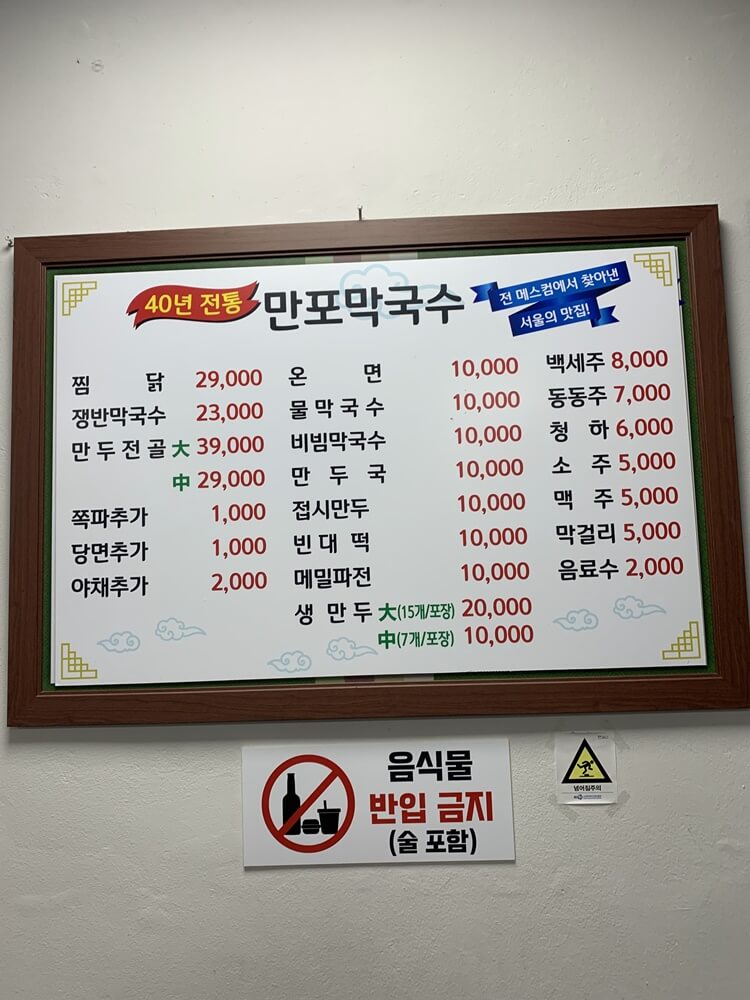 40년 전통 만포막국수
전 메스컴에서 찾아낸
서울의 맛집!
찜 닭 29,000
쟁반막국수 23,000
만두전골 大 39,000
中 29,000
쪽파추가 1,000
당면추가 1,000
야채추가 2,000
온 면 10,000
물막국수 10,000
비빔막국수 10,000
만 두 국 10,000
접시만두 10,000
빈 대 떡 10,000
메밀파전 10,000
생 만 두 大(15개/포장) 20,000
中(7개/포장) 10,000
백세주 8,000
동동주 7,000
청 하 6,000
소 주 5,000
맥 주 5,000
막걸리 5,000
음료수 2,000
음식물
반입 금지
(술 포함)
넘어짐주의